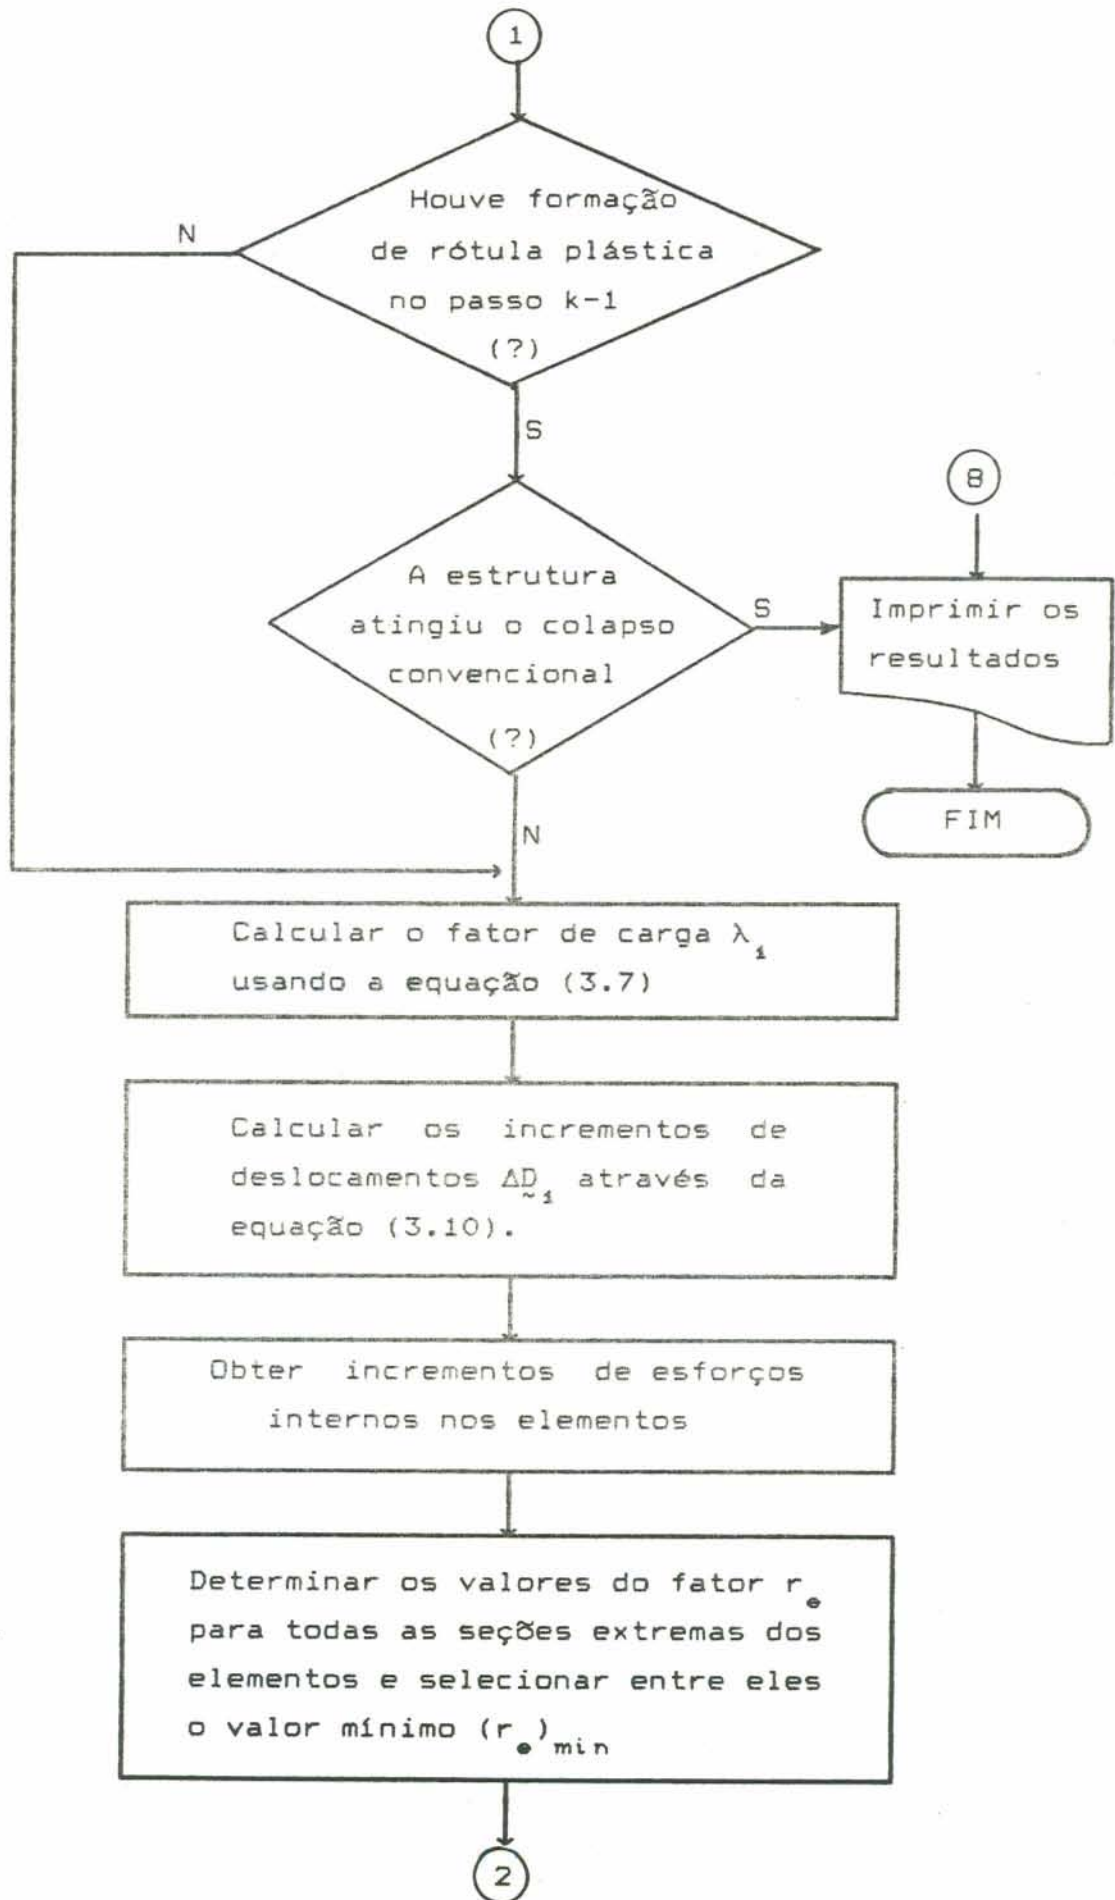 1
Houve formação
de rótula plástica
no passo k-1
(?)
N
S
8
A estrutura
atingiu o colapso
convencional
(?)
S
Imprimir os
resultados
FIM
N
Calcular o fator de carga λ₁
usando a equação (3.7)
Calcular os incrementos de
deslocamentos ΔD̰₁ através da
equação (3.10).
Obter incrementos de esforços
internos nos elementos
Determinar os valores do fator rₑ
para todas as seções extremas dos
elementos e selecionar entre eles
o valor mínimo (rₑ)min
2